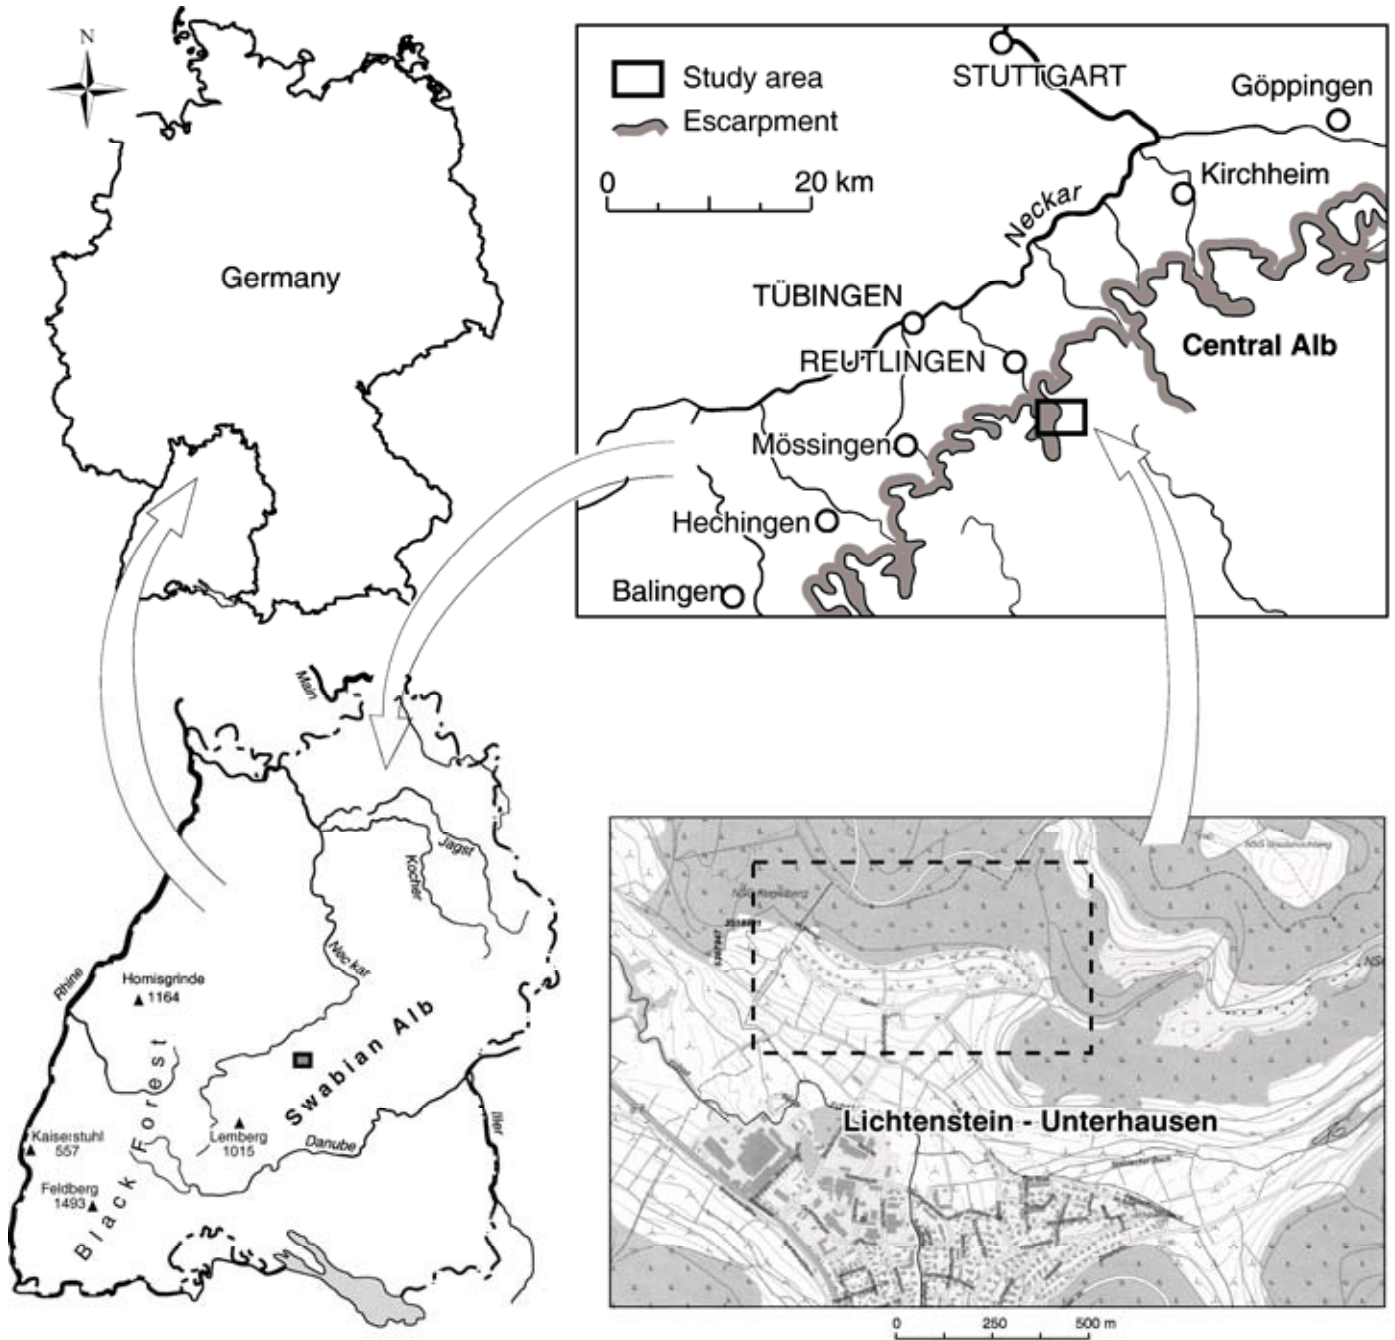 N
Germany
Study area
Escarpment
0 20 km
STUTTGART
Göppingen
Kirchheim
Neckar
TÜBINGEN
REUTLINGEN
Central Alb
Mössingen
Hechingen
Balingen
Main
Jagst
Kocher
Neckar
Rhine
Hornisgrinde
1164
Swabian Alb
Black Forest
Kaiserstuhl
557
Lemberg
1015
Danube
Iller
Feldberg
1493
Lichtenstein - Unterhausen
0 250 500 m